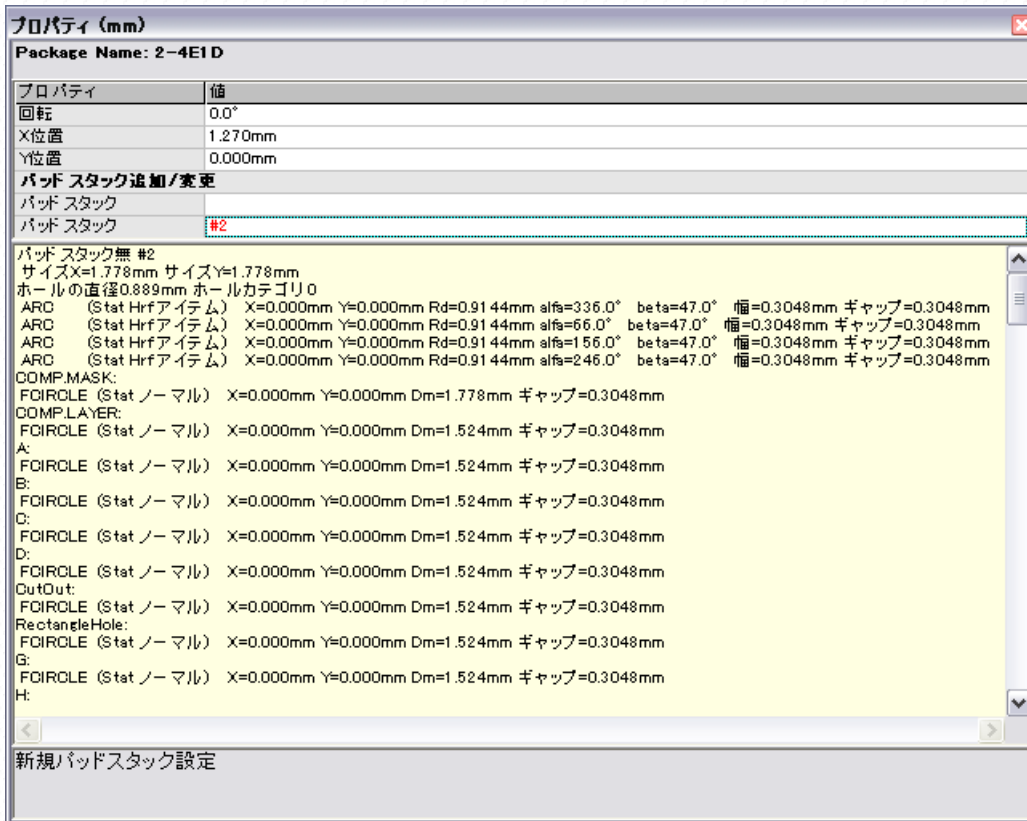 プロパティ (mm)
Package Name: 2-4E1D
プロパティ 値
回転 0.0°
X位置 1.270mm
Y位置 0.000mm
パッド スタック追加/変更
パッド スタック
パッド スタック #2
パッド スタック無 #2
サイズX=1.778mm サイズY=1.778mm
ホールの直径0.889mm ホールカテゴリ0
ARC (Stat Hrfアイテム) X=0.000mm Y=0.000mm Rd=0.9144mm alfa=336.0° beta=47.0° 幅=0.3048mm ギャップ=0.3048mm
ARC (Stat Hrfアイテム) X=0.000mm Y=0.000mm Rd=0.9144mm alfa=66.0° beta=47.0° 幅=0.3048mm ギャップ=0.3048mm
ARC (Stat Hrfアイテム) X=0.000mm Y=0.000mm Rd=0.9144mm alfa=156.0° beta=47.0° 幅=0.3048mm ギャップ=0.3048mm
ARC (Stat Hrfアイテム) X=0.000mm Y=0.000mm Rd=0.9144mm alfa=246.0° beta=47.0° 幅=0.3048mm ギャップ=0.3048mm
COMP.MASK:
FCIRCLE (Stat ノーマル) X=0.000mm Y=0.000mm Dm=1.778mm ギャップ=0.3048mm
COMP.LAYER:
FCIRCLE (Stat ノーマル) X=0.000mm Y=0.000mm Dm=1.524mm ギャップ=0.3048mm
A:
FCIRCLE (Stat ノーマル) X=0.000mm Y=0.000mm Dm=1.524mm ギャップ=0.3048mm
B:
FCIRCLE (Stat ノーマル) X=0.000mm Y=0.000mm Dm=1.524mm ギャップ=0.3048mm
C:
FCIRCLE (Stat ノーマル) X=0.000mm Y=0.000mm Dm=1.524mm ギャップ=0.3048mm
D:
FCIRCLE (Stat ノーマル) X=0.000mm Y=0.000mm Dm=1.524mm ギャップ=0.3048mm
CutOut:
FCIRCLE (Stat ノーマル) X=0.000mm Y=0.000mm Dm=1.524mm ギャップ=0.3048mm
RectangleHole:
FCIRCLE (Stat ノーマル) X=0.000mm Y=0.000mm Dm=1.524mm ギャップ=0.3048mm
G:
FCIRCLE (Stat ノーマル) X=0.000mm Y=0.000mm Dm=1.524mm ギャップ=0.3048mm
H:
新規パッドスタック設定